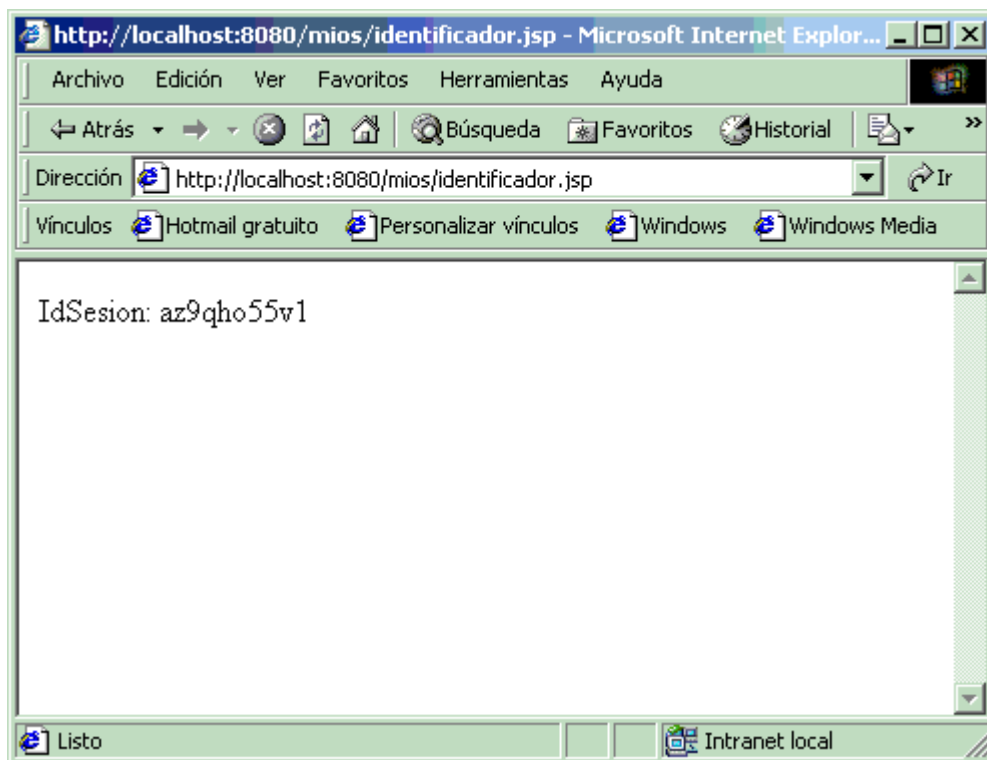 http://localhost:8080/mios/identificador.jsp - Microsoft Internet Explor...
Archivo Edición Ver Favoritos Herramientas Ayuda
Atrás Búsqueda Favoritos Historial »
Dirección http://localhost:8080/mios/identificador.jsp Ir
Vínculos Hotmail gratuito Personalizar vínculos Windows Windows Media
IdSesion: az9qho55v1
Listo Intranet local